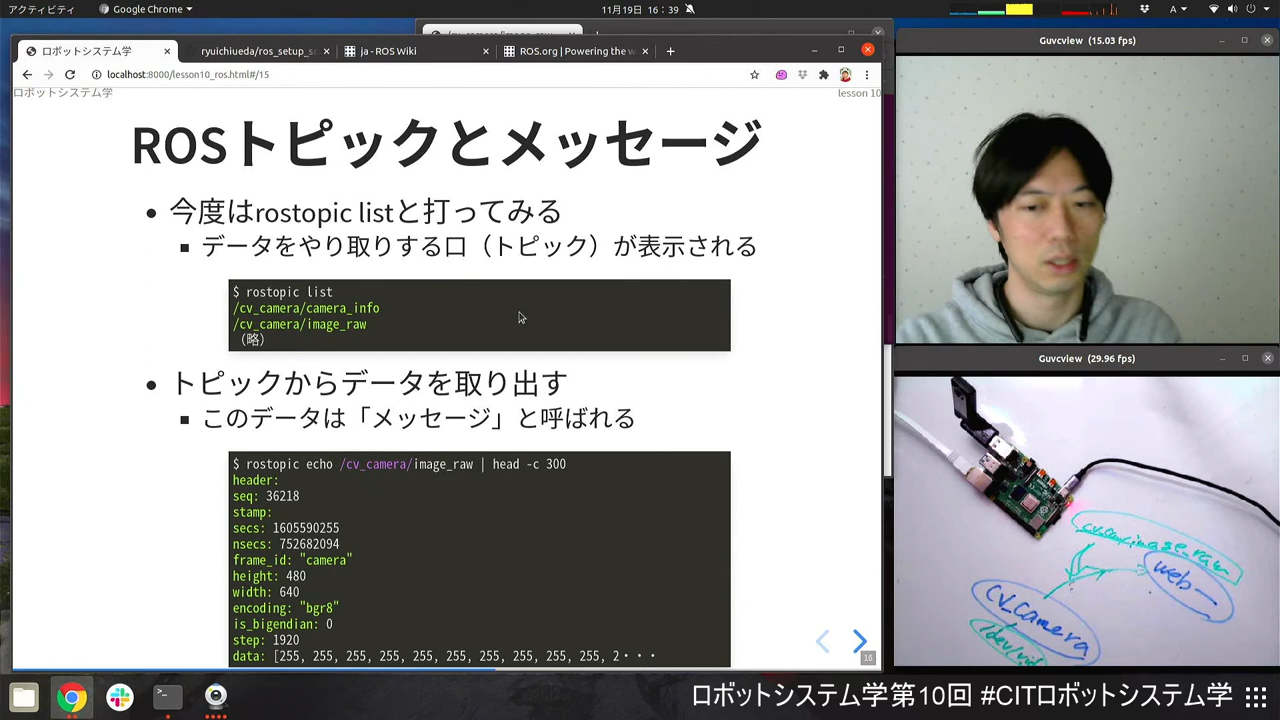 アクティビティ
Google Chrome
11月19日 16：39
A
ロボットシステム学
ryuichiueda/ros_setup_sc
ja - ROS Wiki
ROS.org | Powering the w
localhost:8000/lesson10_ros.html#/15
ロボットシステム学
lesson 10
ROSトピックとメッセージ
今度はrostopic listと打ってみる
データをやり取りする口（トピック）が表示される
$ rostopic list
/cv_camera/camera_info
/cv_camera/image_raw
（略）
トピックからデータを取り出す
このデータは「メッセージ」と呼ばれる
$ rostopic echo /cv_camera/image_raw | head -c 300
header:
seq: 36218
stamp:
secs: 1605590255
nsecs: 752682094
frame_id: "camera"
height: 480
width: 640
encoding: "bgr8"
is_bigendian: 0
step: 1920
data: [255, 255, 255, 255, 255, 255, 255, 255, 255, 255, 2・・・
16
Guvcview (15.03 fps)
Guvcview (29.96 fps)
web
cv_camera
ロボットシステム学第10回 #CITロボットシステム学